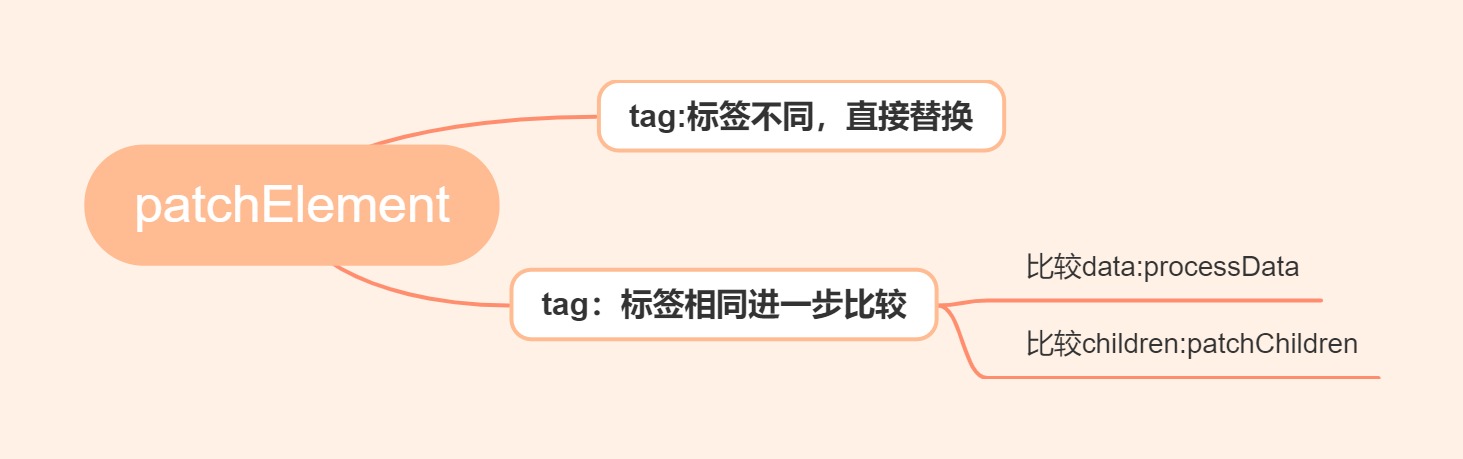 patchElement
tag:标签不同，直接替换
tag：标签相同进一步比较
比较data:processData
比较children:patchChildren